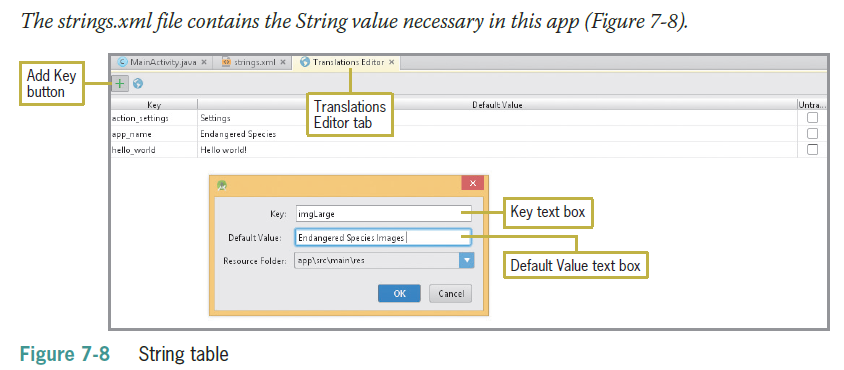 The strings.xml file contains the String value necessary in this app (Figure 7-8).
MainActivity.java × strings.xml × Translations Editor ×
Add Key
button
Key Default Value Untra...
Translations
Editor tab
action_settings Settings
app_name Endangered Species
hello_world Hello world!
Key: imgLarge
Key text box
Default Value: Endangered Species Images
Resource Folder: app\src\main\res
Default Value text box
OK Cancel
Figure 7-8 String table